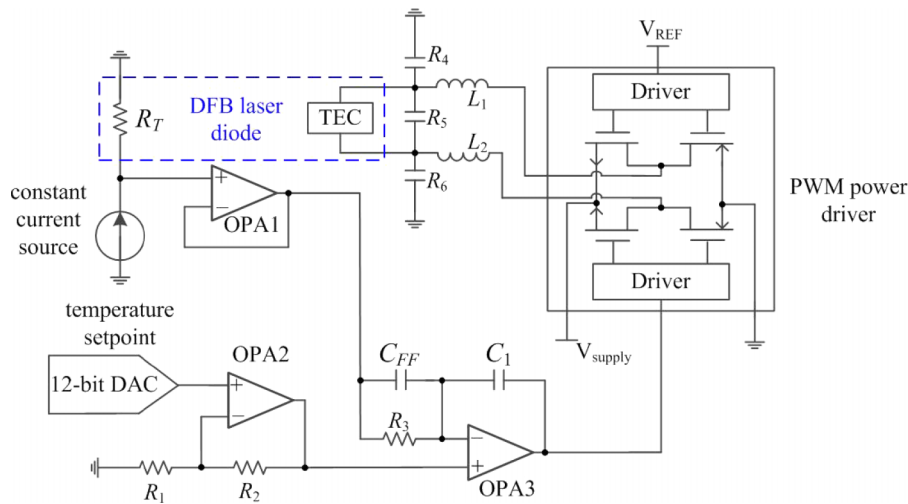 V_REF
R_4
Driver
DFB laser
diode
TEC
R_T
L_1
R_5
L_2
R_6
constant
current
source
OPA1
PWM power
driver
Driver
temperature
setpoint
V_supply
12-bit DAC
OPA2
C_FF
C_1
R_3
R_1
R_2
OPA3
+
−
+
−
−
+